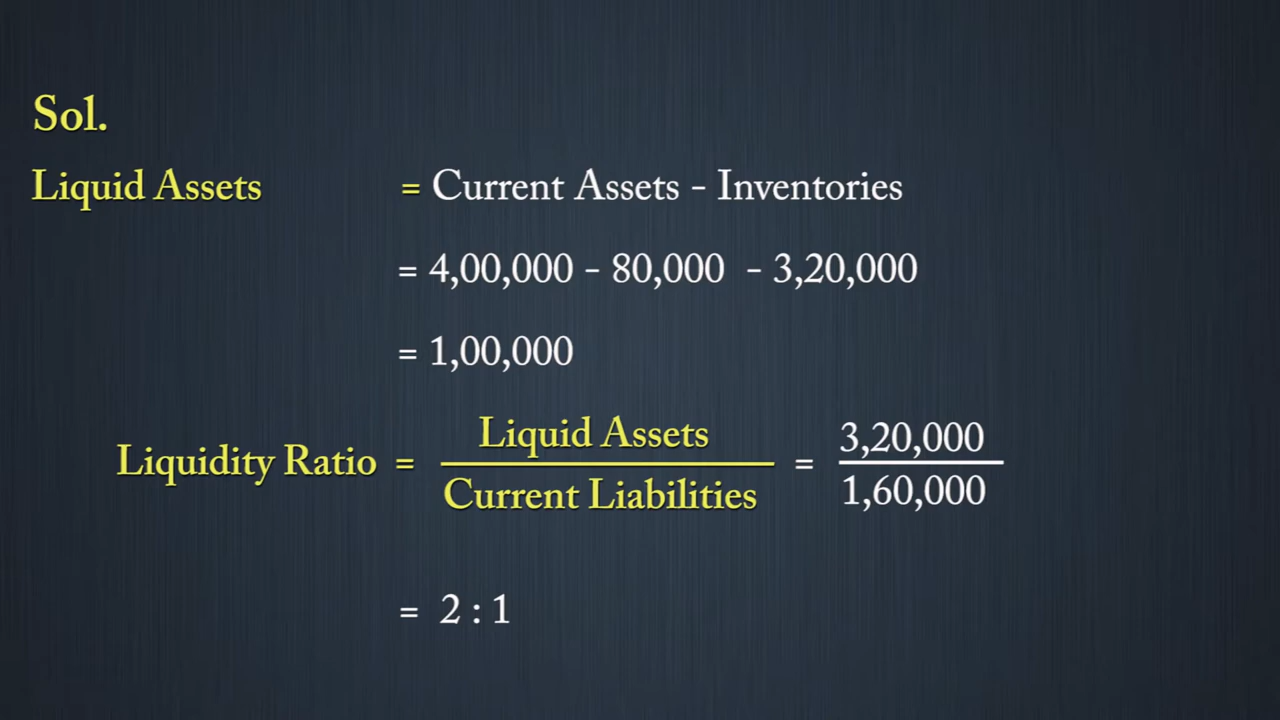 Sol.
Liquid Assets = Current Assets - Inventories
= 4,00,000 - 80,000 - 3,20,000
= 1,00,000
Liquidity Ratio = Liquid Assets = 3,20,000
Current Liabilities 1,60,000
= 2 : 1